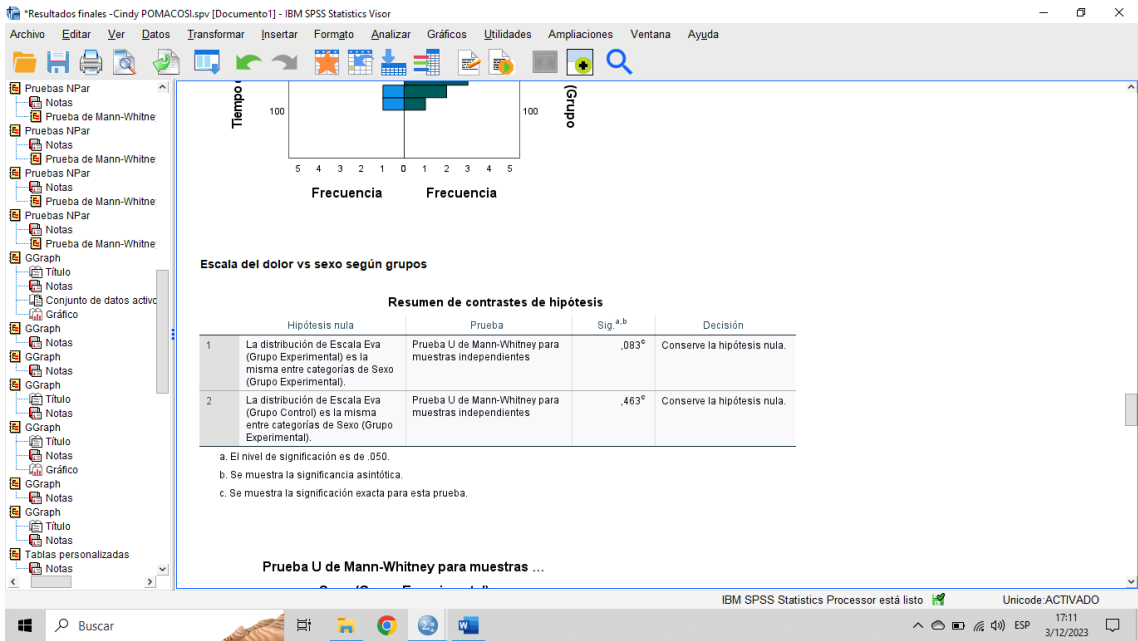 *Resultados finales -Cindy POMACOSI.spv [Documento1] - IBM SPSS Statistics Visor
Archivo Editar Ver Datos Transformar Insertar Formato Analizar Gráficos Utilidades Ampliaciones Ventana Ayuda
Pruebas NPar
Notas
Prueba de Mann-Whitne
Pruebas NPar
Notas
Prueba de Mann-Whitne
Pruebas NPar
Notas
Prueba de Mann-Whitne
Pruebas NPar
Notas
Prueba de Mann-Whitne
GGraph
Título
Notas
Conjunto de datos activo
Gráfico
GGraph
Notas
GGraph
Notas
GGraph
Título
Notas
GGraph
Título
Notas
Gráfico
GGraph
Notas
GGraph
Título
Notas
Tablas personalizadas
Notas
Tiempo
100
100
(Grupo
5 4 3 2 1 0 1 2 3 4 5
Frecuencia Frecuencia
Escala del dolor vs sexo según grupos
Resumen de contrastes de hipótesis
Hipótesis nula Prueba Sig.a,b Decisión
1 La distribución de Escala Eva Prueba U de Mann-Whitney para ,083c Conserve la hipótesis nula.
(Grupo Experimental) es la muestras independientes
misma entre categorías de Sexo
(Grupo Experimental).
2 La distribución de Escala Eva Prueba U de Mann-Whitney para ,463c Conserve la hipótesis nula.
(Grupo Control) es la misma muestras independientes
entre categorías de Sexo (Grupo
Experimental).
a. El nivel de significación es de .050.
b. Se muestra la significancia asintótica.
c. Se muestra la significación exacta para esta prueba.
Prueba U de Mann-Whitney para muestras ...
IBM SPSS Statistics Processor está listo Unicode:ACTIVADO
Buscar
ESP
17:11
3/12/2023